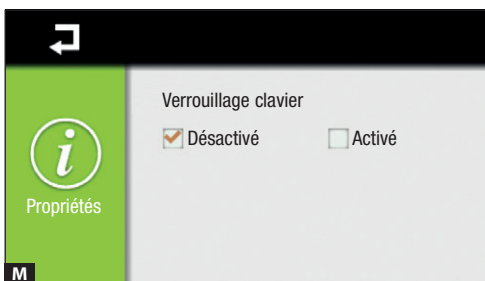 Verrouillage clavier
Désactivé Activé
i
Propriétés
M